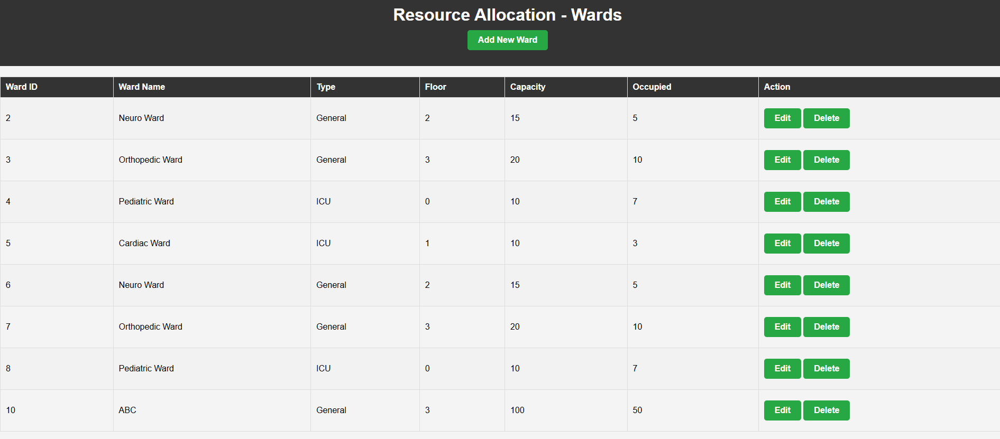 Resource Allocation - Wards
Add New Ward
Ward ID Ward Name Type Floor Capacity Occupied Action
2 Neuro Ward General 2 15 5 Edit Delete
3 Orthopedic Ward General 3 20 10 Edit Delete
4 Pediatric Ward ICU 0 10 7 Edit Delete
5 Cardiac Ward ICU 1 10 3 Edit Delete
6 Neuro Ward General 2 15 5 Edit Delete
7 Orthopedic Ward General 3 20 10 Edit Delete
8 Pediatric Ward ICU 0 10 7 Edit Delete
10 ABC General 3 100 50 Edit Delete